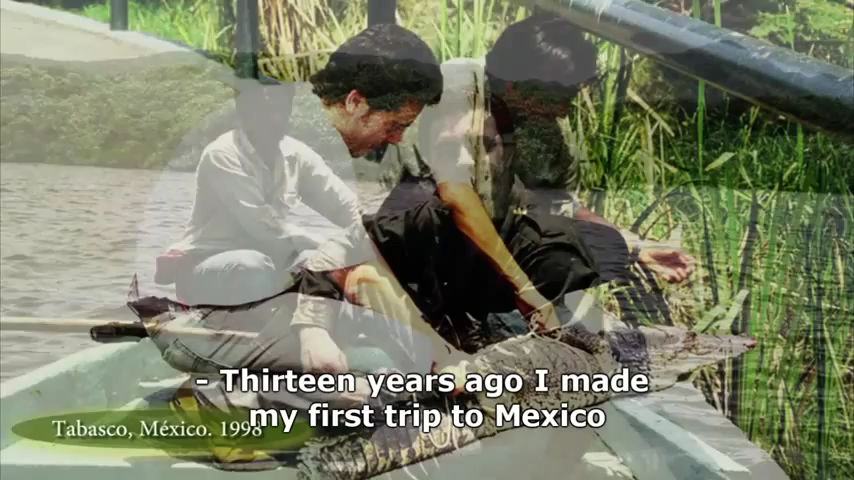 - Thirteen years ago I made
my first trip to Mexico
Tabasco, México. 1998